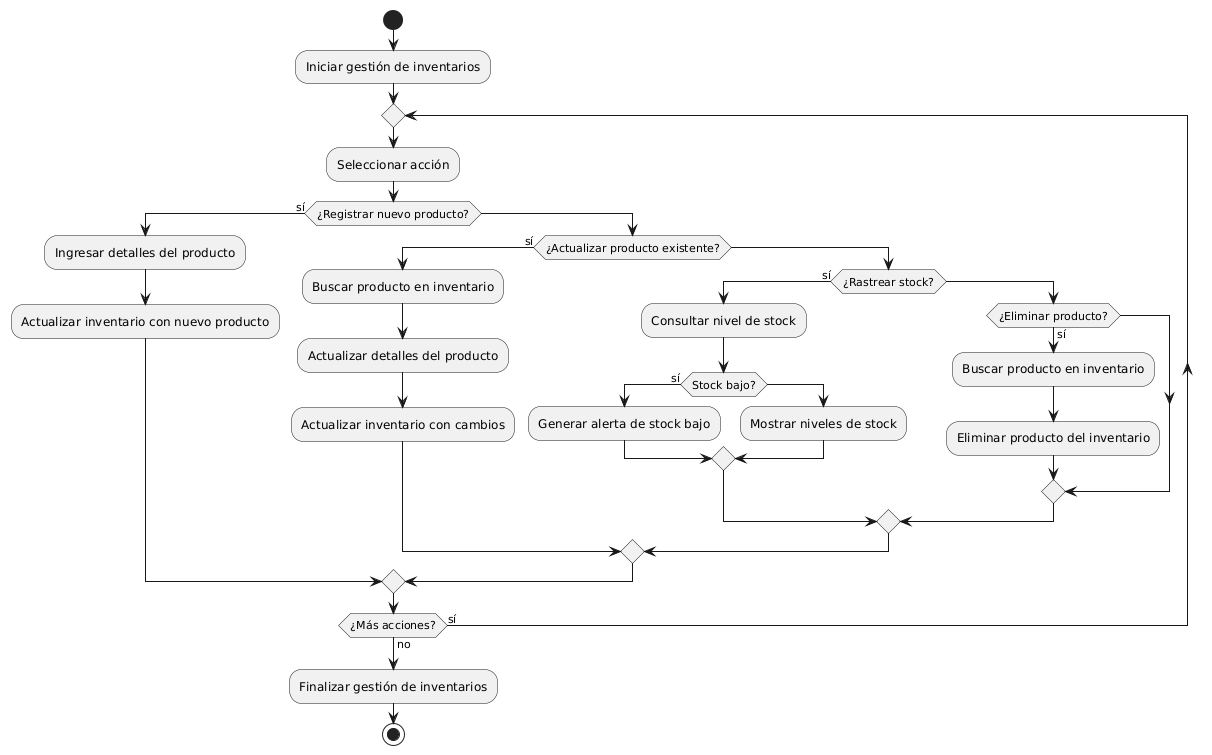 Iniciar gestión de inventarios
Seleccionar acción
sí
¿Registrar nuevo producto?
Ingresar detalles del producto
Actualizar inventario con nuevo producto
sí
¿Actualizar producto existente?
Buscar producto en inventario
Actualizar detalles del producto
Actualizar inventario con cambios
sí
¿Rastrear stock?
Consultar nivel de stock
sí
Stock bajo?
Generar alerta de stock bajo
Mostrar niveles de stock
¿Eliminar producto?
sí
Buscar producto en inventario
Eliminar producto del inventario
¿Más acciones?
sí
no
Finalizar gestión de inventarios